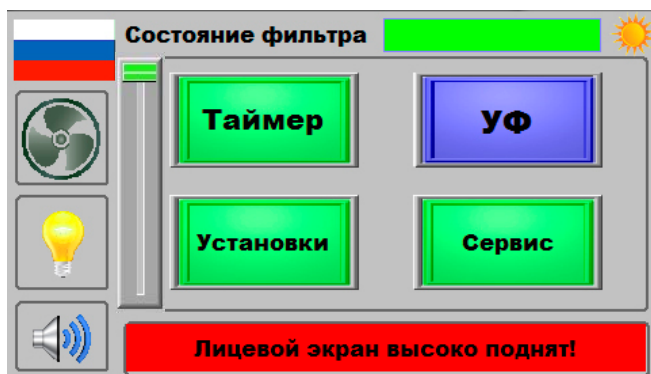 Состояние фильтра
Таймер
УФ
Установки
Сервис
Лицевой экран высоко поднят!